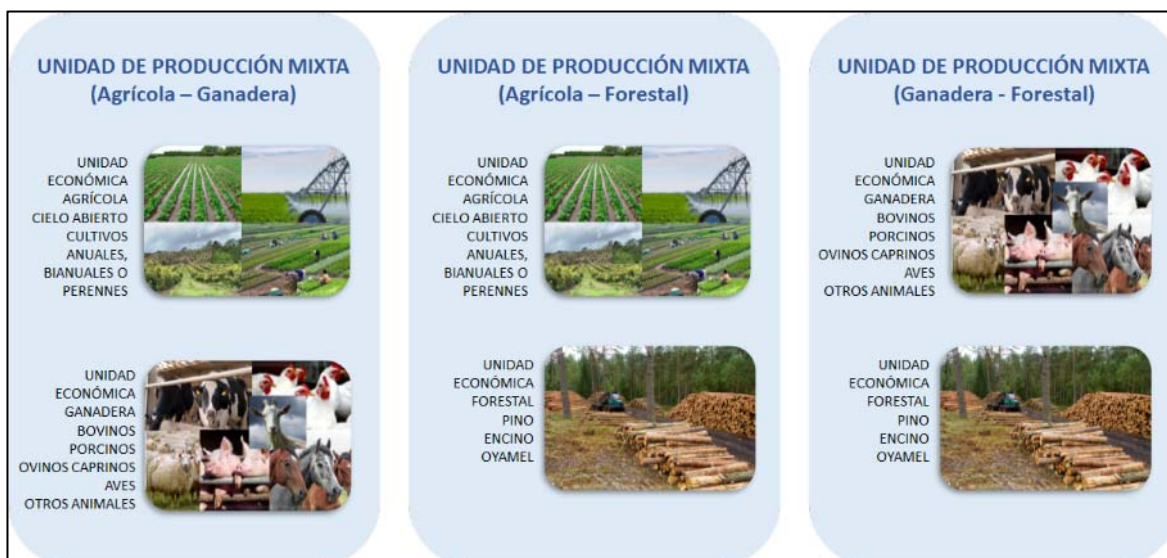 UNIDAD DE PRODUCCIÓN MIXTA
(Agrícola – Ganadera)
UNIDAD
ECONÓMICA
AGRÍCOLA
CIELO ABIERTO
CULTIVOS
ANUALES,
BIANUALES O
PERENNES
UNIDAD
ECONÓMICA
GANADERA
BOVINOS
PORCINOS
OVINOS CAPRINOS
AVES
OTROS ANIMALES
UNIDAD DE PRODUCCIÓN MIXTA
(Agrícola – Forestal)
UNIDAD
ECONÓMICA
AGRÍCOLA
CIELO ABIERTO
CULTIVOS
ANUALES,
BIANUALES O
PERENNES
UNIDAD
ECONÓMICA
FORESTAL
PINO
ENCINO
OYAMEL
UNIDAD DE PRODUCCIÓN MIXTA
(Ganadera - Forestal)
UNIDAD
ECONÓMICA
GANADERA
BOVINOS
PORCINOS
OVINOS CAPRINOS
AVES
OTROS ANIMALES
UNIDAD
ECONÓMICA
FORESTAL
PINO
ENCINO
OYAMEL